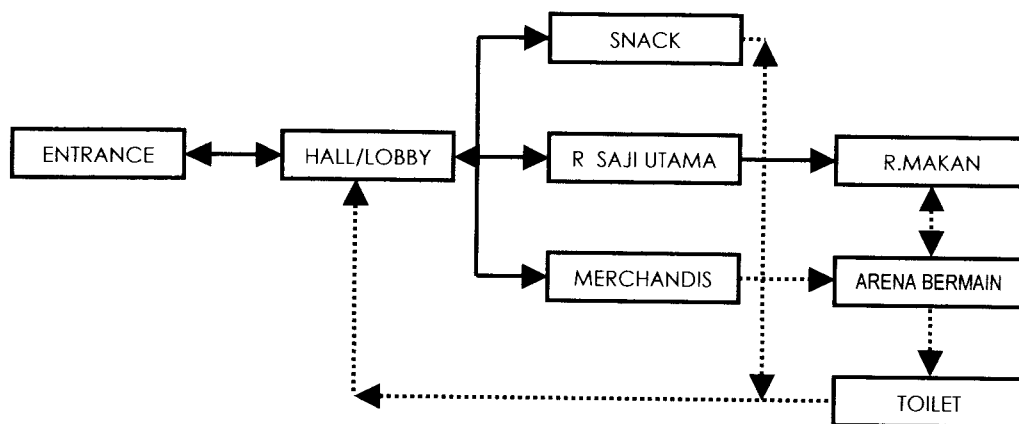 SNACK
ENTRANCE
HALL/LOBBY
R SAJI UTAMA
R.MAKAN
MERCHANDIS
ARENA BERMAIN
TOILET